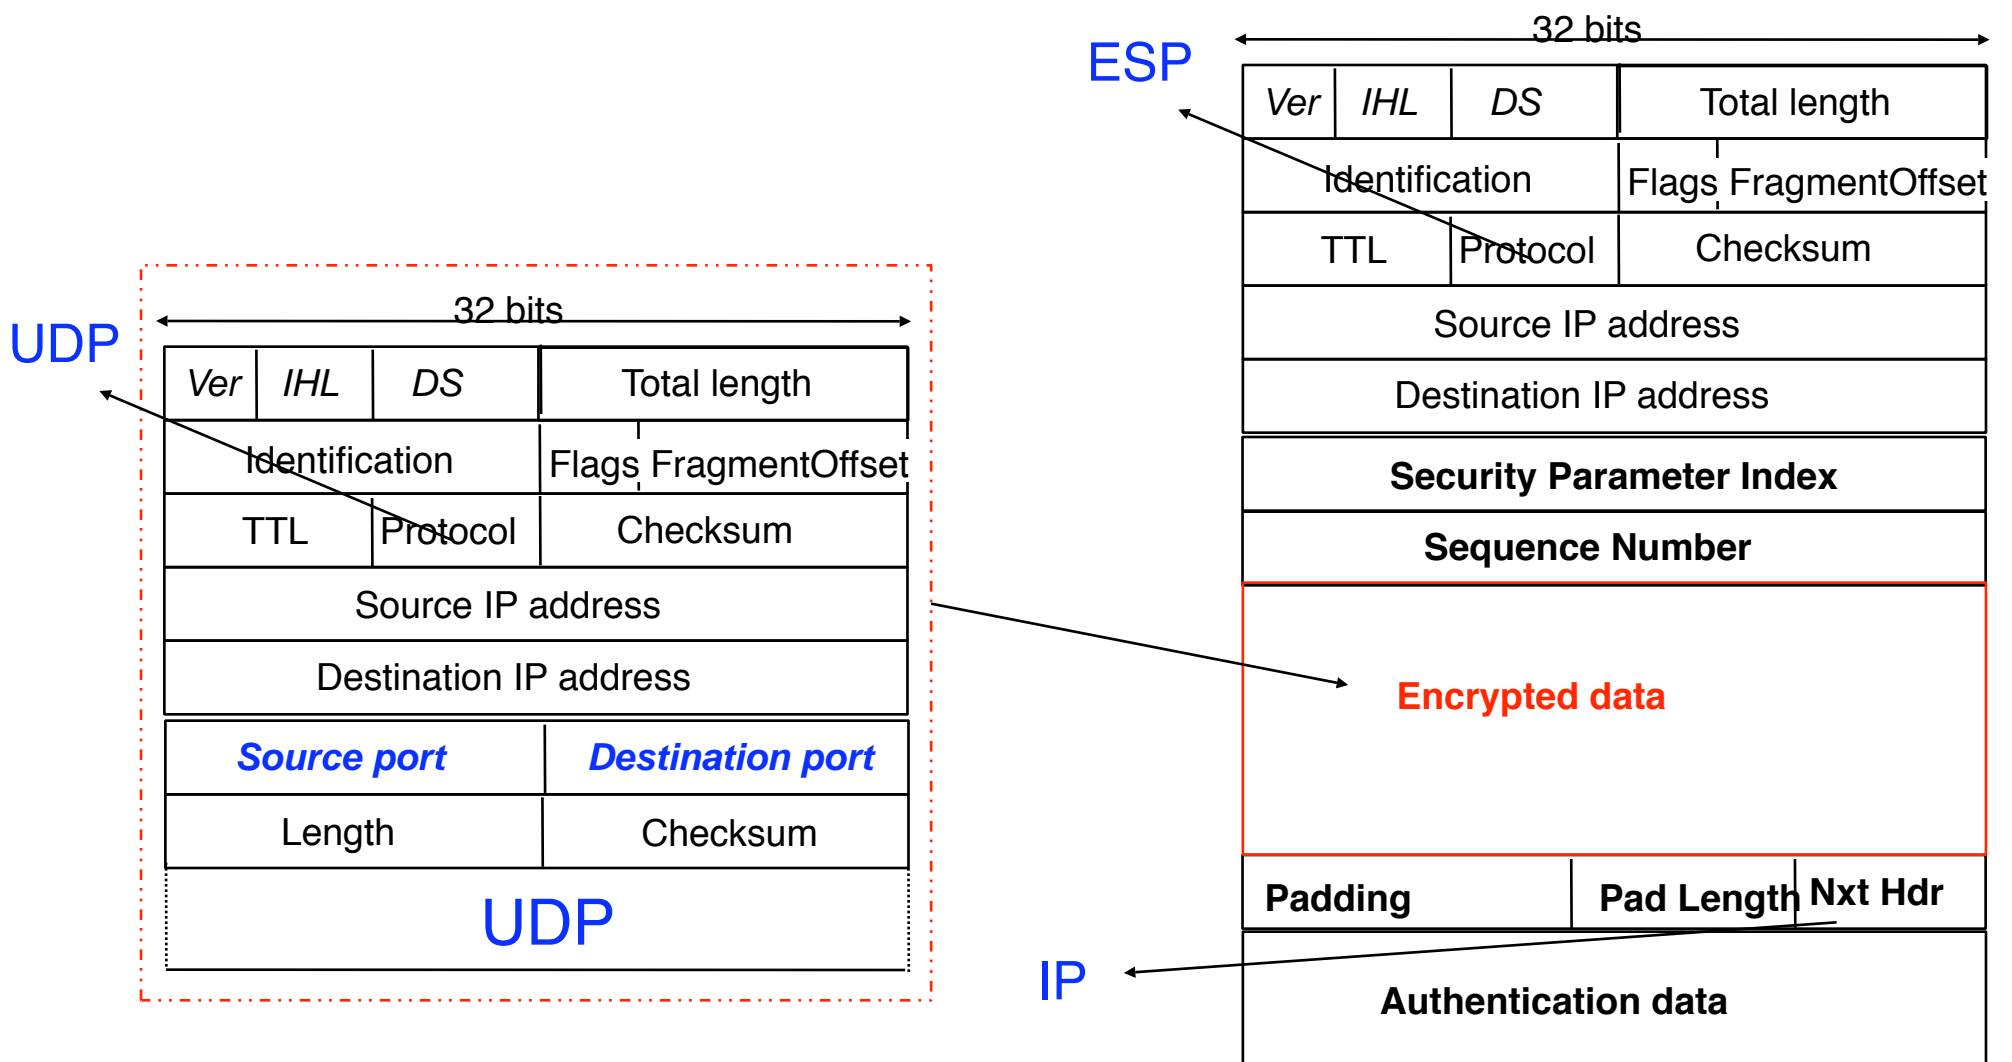 32 bits
UDP
Ver IHL DS Total length
Identification Flags FragmentOffset
TTL Protocol Checksum
Source IP address
Destination IP address
Source port Destination port
Length Checksum
UDP
32 bits
ESP
Ver IHL DS Total length
Identification Flags FragmentOffset
TTL Protocol Checksum
Source IP address
Destination IP address
Security Parameter Index
Sequence Number
Encrypted data
Padding Pad Length Nxt Hdr
IP
Authentication data